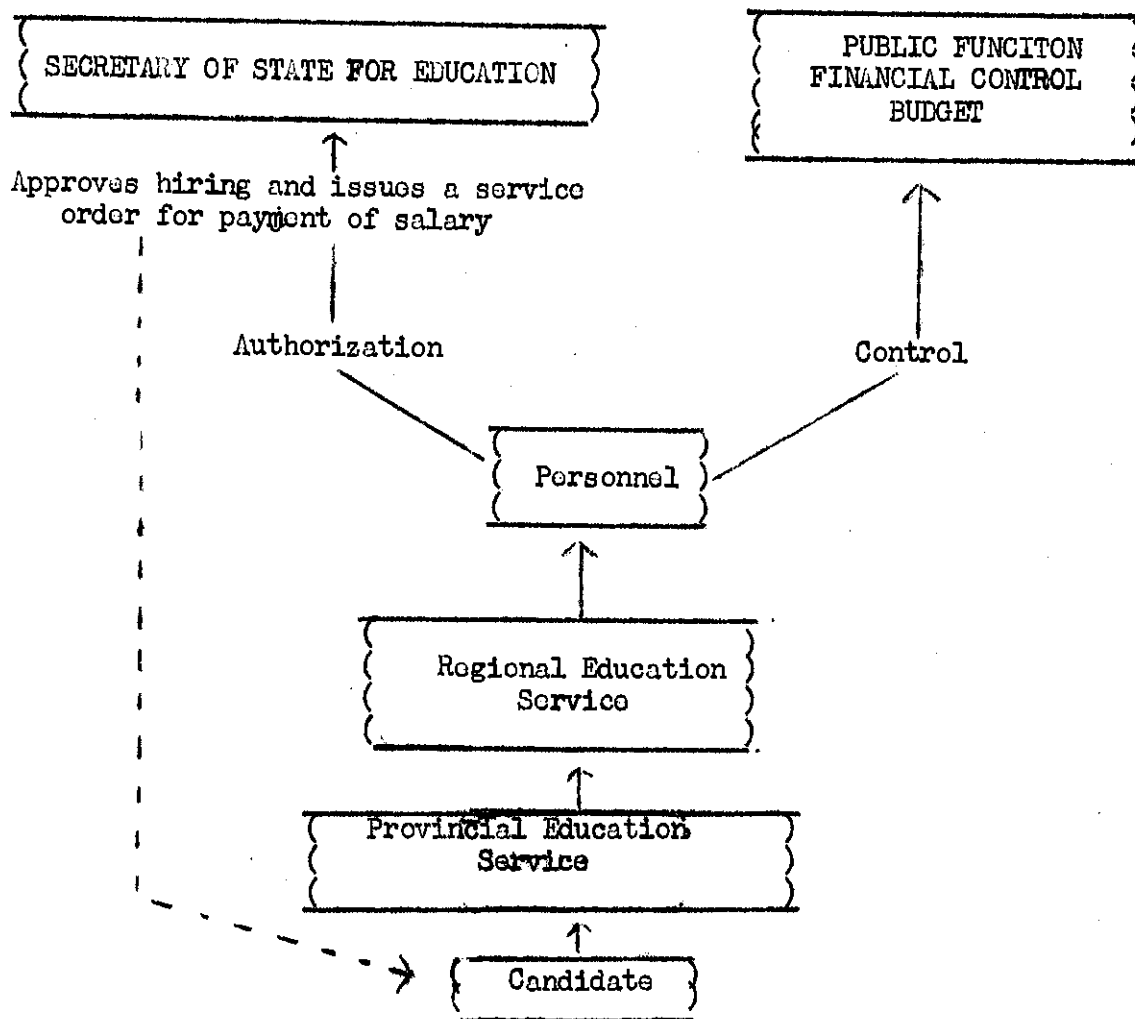 SECRETARY OF STATE FOR EDUCATION
PUBLIC FUNCITON
FINANCIAL CONTROL
BUDGET
Approves hiring and issues a service
order for payment of salary
Authorization
Control
Personnel
Regional Education
Service
Provincial Education
Service
Candidate